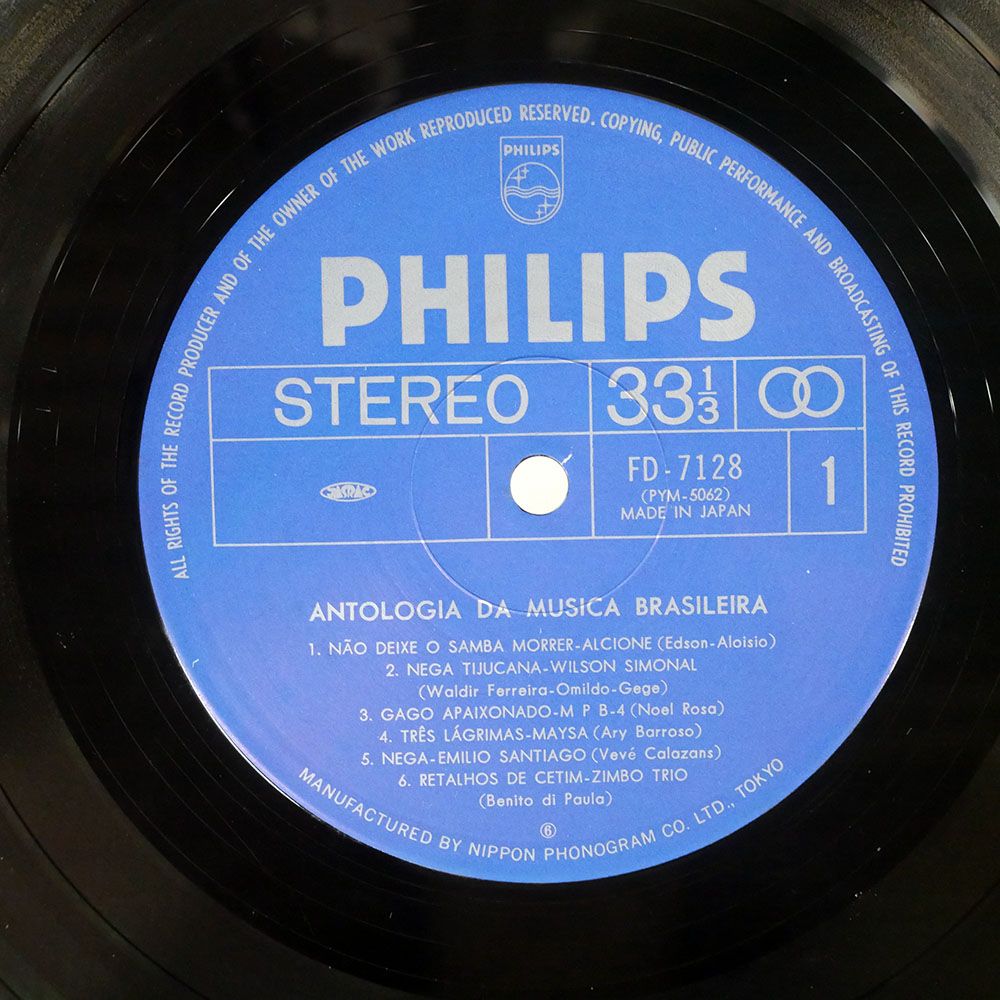 ALL RIGHTS OF THE RECORD PRODUCER AND OF THE OWNER OF THE WORK REPRODUCED RESERVED. COPYING, PUBLIC PERFORMANCE AND BROADCASTING OF THIS RECORD PROHIBITED
PHILIPS
PHILIPS
STEREO
33 1/3
JASRAC
FD-7128
(PYM-5062)
MADE IN JAPAN
1
ANTOLOGIA DA MUSICA BRASILEIRA
1. NÃO DEIXE O SAMBA MORRER-ALCIONE (Edson-Aloisio)
2. NEGA TIJUCANA-WILSON SIMONAL
(Waldir Ferreira-Omildo-Gege)
3. GAGO APAIXONADO-M P B-4 (Noel Rosa)
4. TRÊS LÁGRIMAS-MAYSA (Ary Barroso)
5. NEGA-EMILIO SANTIAGO (Vevé Calazans)
6. RETALHOS DE CETIM-ZIMBO TRIO
(Benito di Paula)
⑥
MANUFACTURED BY NIPPON PHONOGRAM CO. LTD., TOKYO